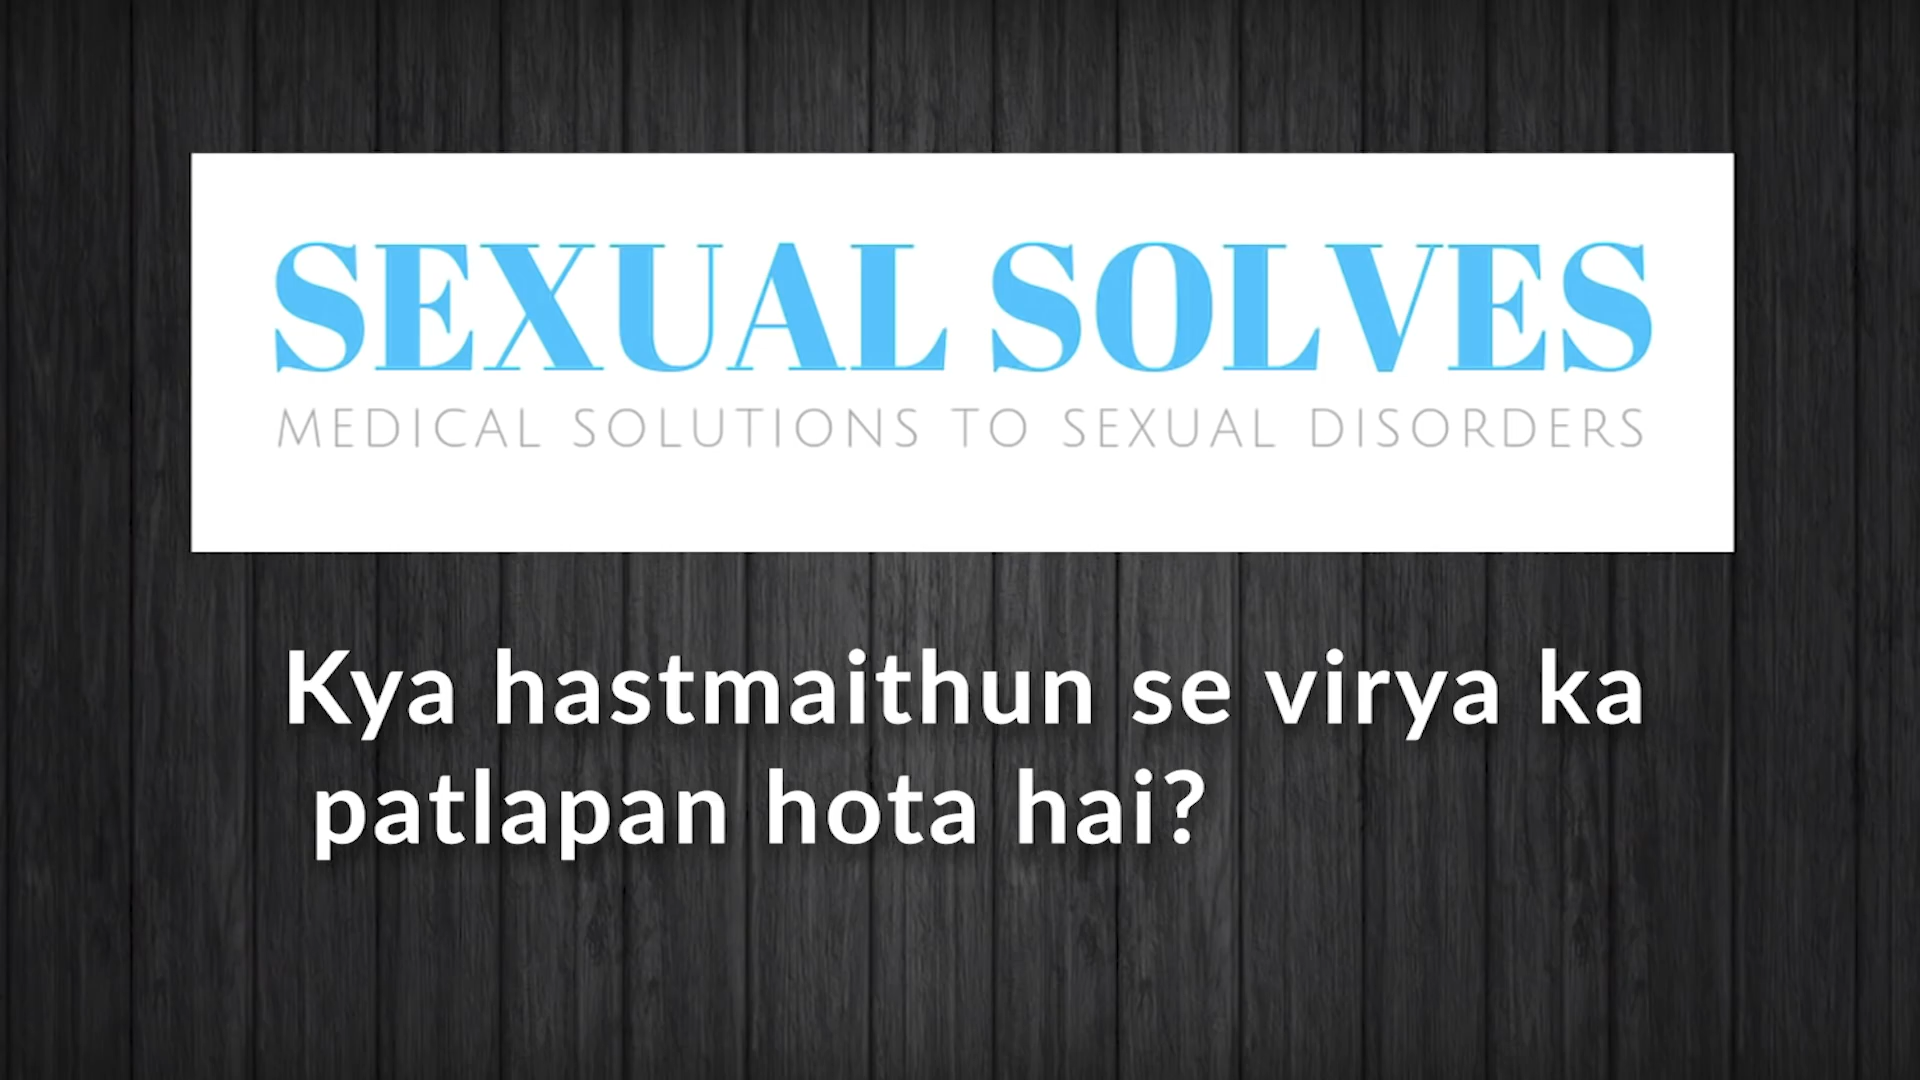 SEXUAL SOLVES
MEDICAL SOLUTIONS TO SEXUAL DISORDERS
Kya hastmaithun se virya ka
patlapan hota hai?